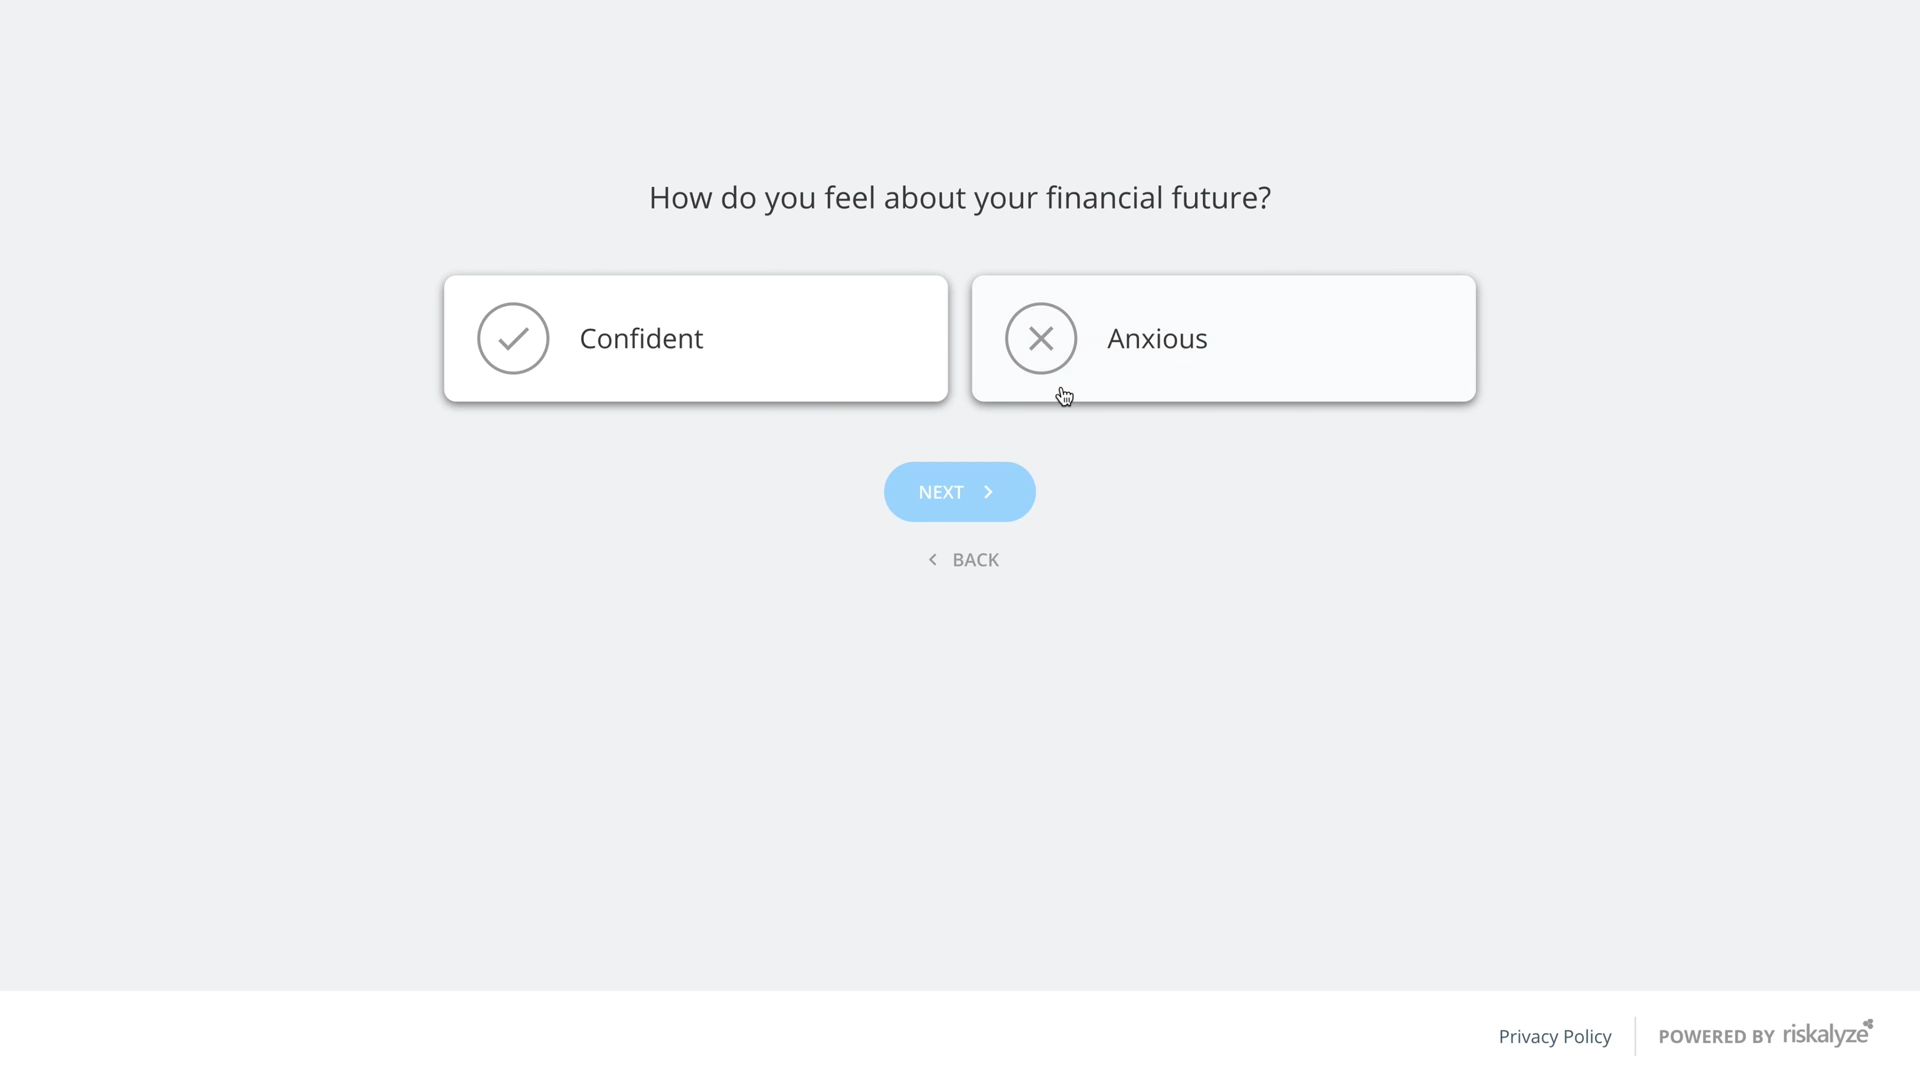 How do you feel about your financial future?
Confident
Anxious
NEXT
BACK
Privacy Policy
POWERED BY riskalyze